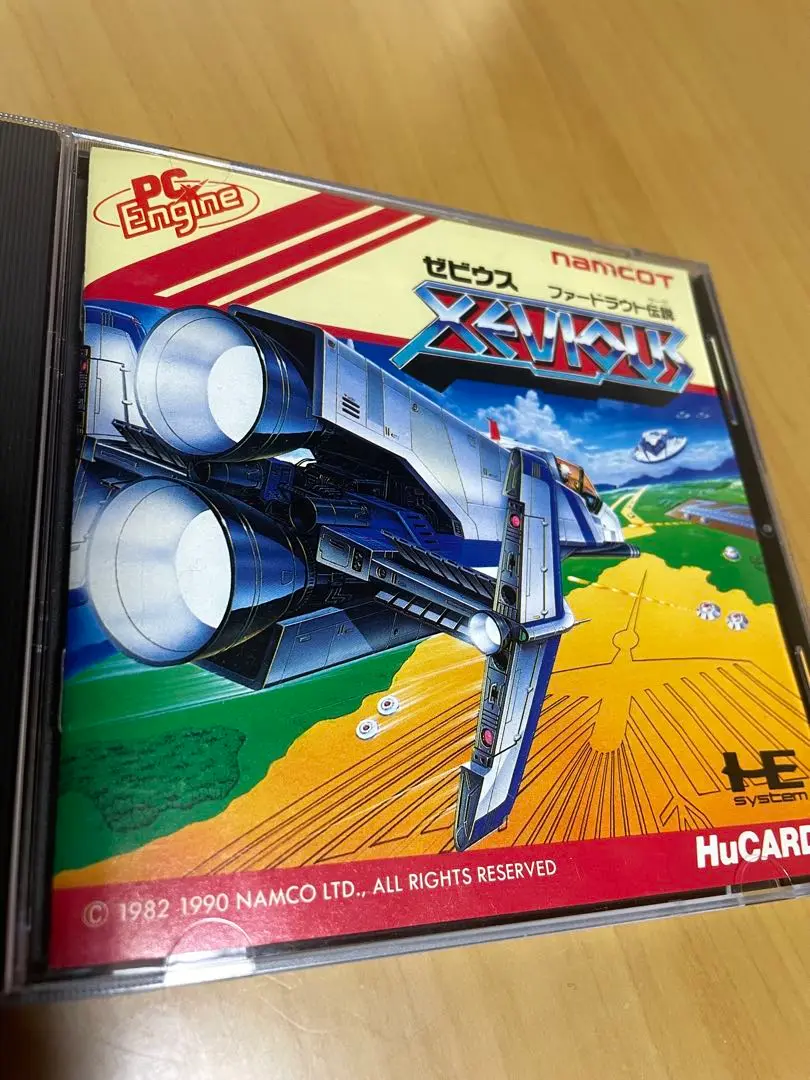 PC Engine
namcot
ゼビウス
ファードラウト伝説
XEVIOUS
HE
system
HuCARD
© 1982 1990 NAMCO LTD., ALL RIGHTS RESERVED